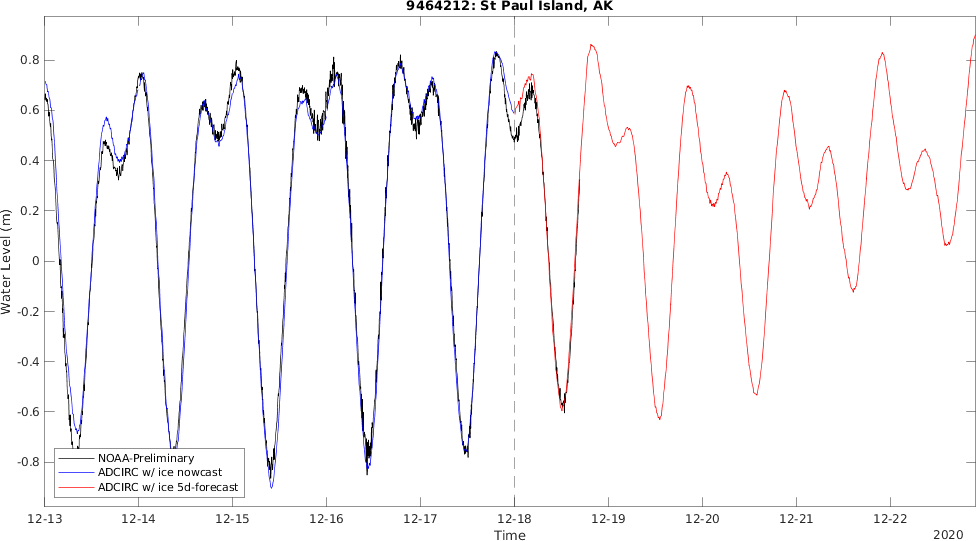 9464212: St Paul Island, AK
0.8
0.6
0.4
0.2
0
-0.2
-0.4
-0.6
-0.8
Water Level (m)
NOAA-Preliminary
ADCIRC w/ ice nowcast
ADCIRC w/ ice 5d-forecast
12-13 12-14 12-15 12-16 12-17 12-18 12-19 12-20 12-21 12-22
Time
2020